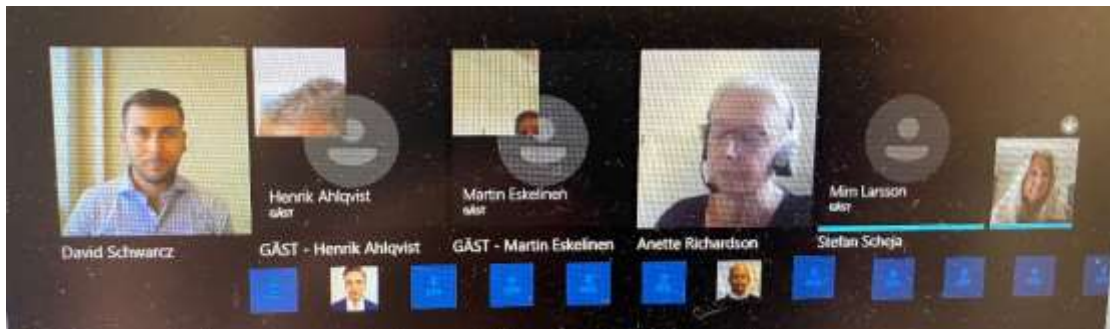 Henrik Ahlqvist
GÄST
Martin Eskelinen
GÄST
Mim Larsson
GÄST
David Schwarcz
GÄST - Henrik Ahlqvist
GÄST - Martin Eskelinen
Anette Richardson
Stefan Scheja